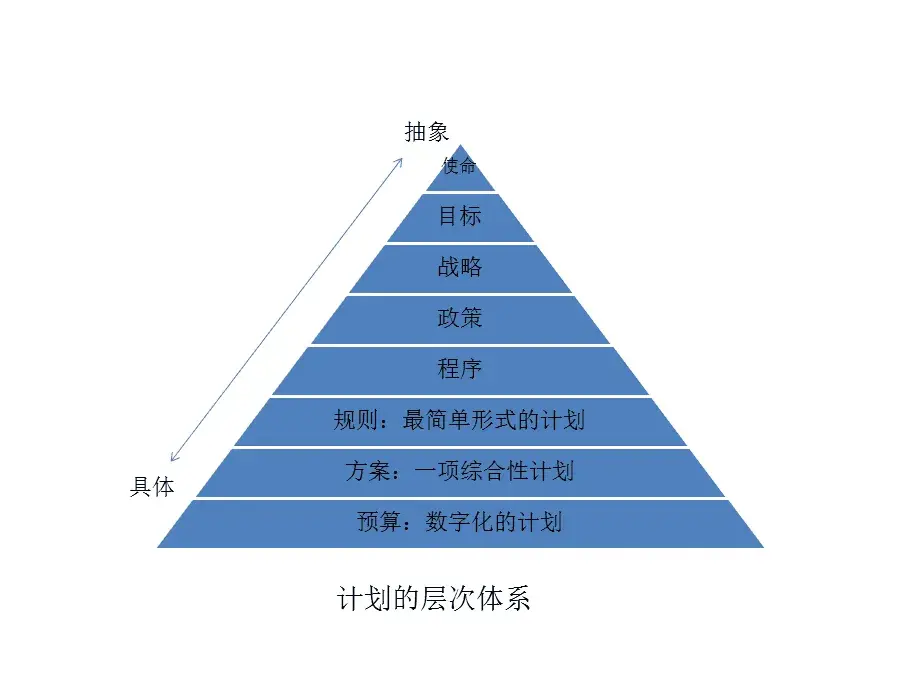 抽象
使命
目标
战略
政策
程序
规则：最简单形式的计划
方案：一项综合性计划
具体
预算：数字化的计划
计划的层次体系